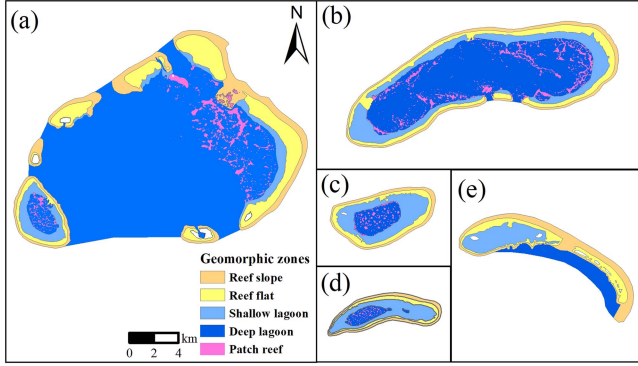 (a)
N
(b)
(c)
(d)
(e)
Geomorphic zones
Reef slope
Reef flat
Shallow lagoon
Deep lagoon
Patch reef
km
0 2 4